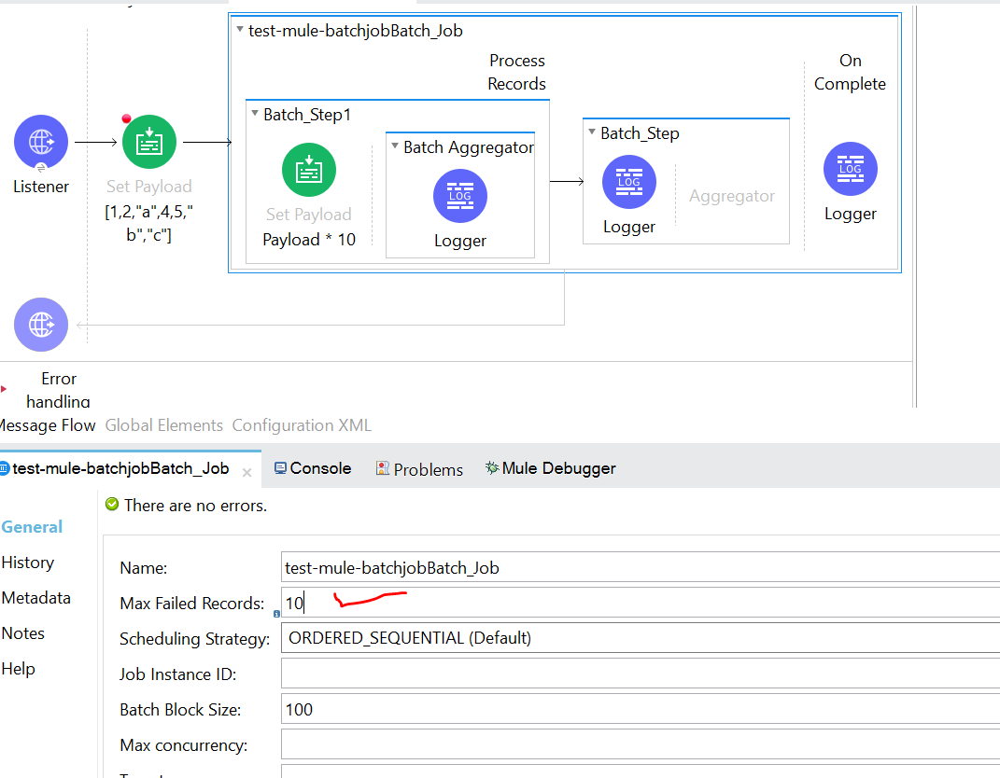 test-mule-batchjobBatch_Job
Process
Records
On
Complete
Batch_Step1
Batch_Step
Batch Aggregator
LOG
LOG
LOG
Listener
Set Payload
[1,2,"a",4,5,"
b","c"]
Set Payload
Payload * 10
Logger
Logger
Aggregator
Logger
Error
handling
Message Flow Global Elements Configuration XML
test-mule-batchjobBatch_Job Console Problems Mule Debugger
There are no errors.
General
History
Metadata
Notes
Help
Name: test-mule-batchjobBatch_Job
Max Failed Records: 10
Scheduling Strategy: ORDERED_SEQUENTIAL (Default)
Job Instance ID:
Batch Block Size: 100
Max concurrency: